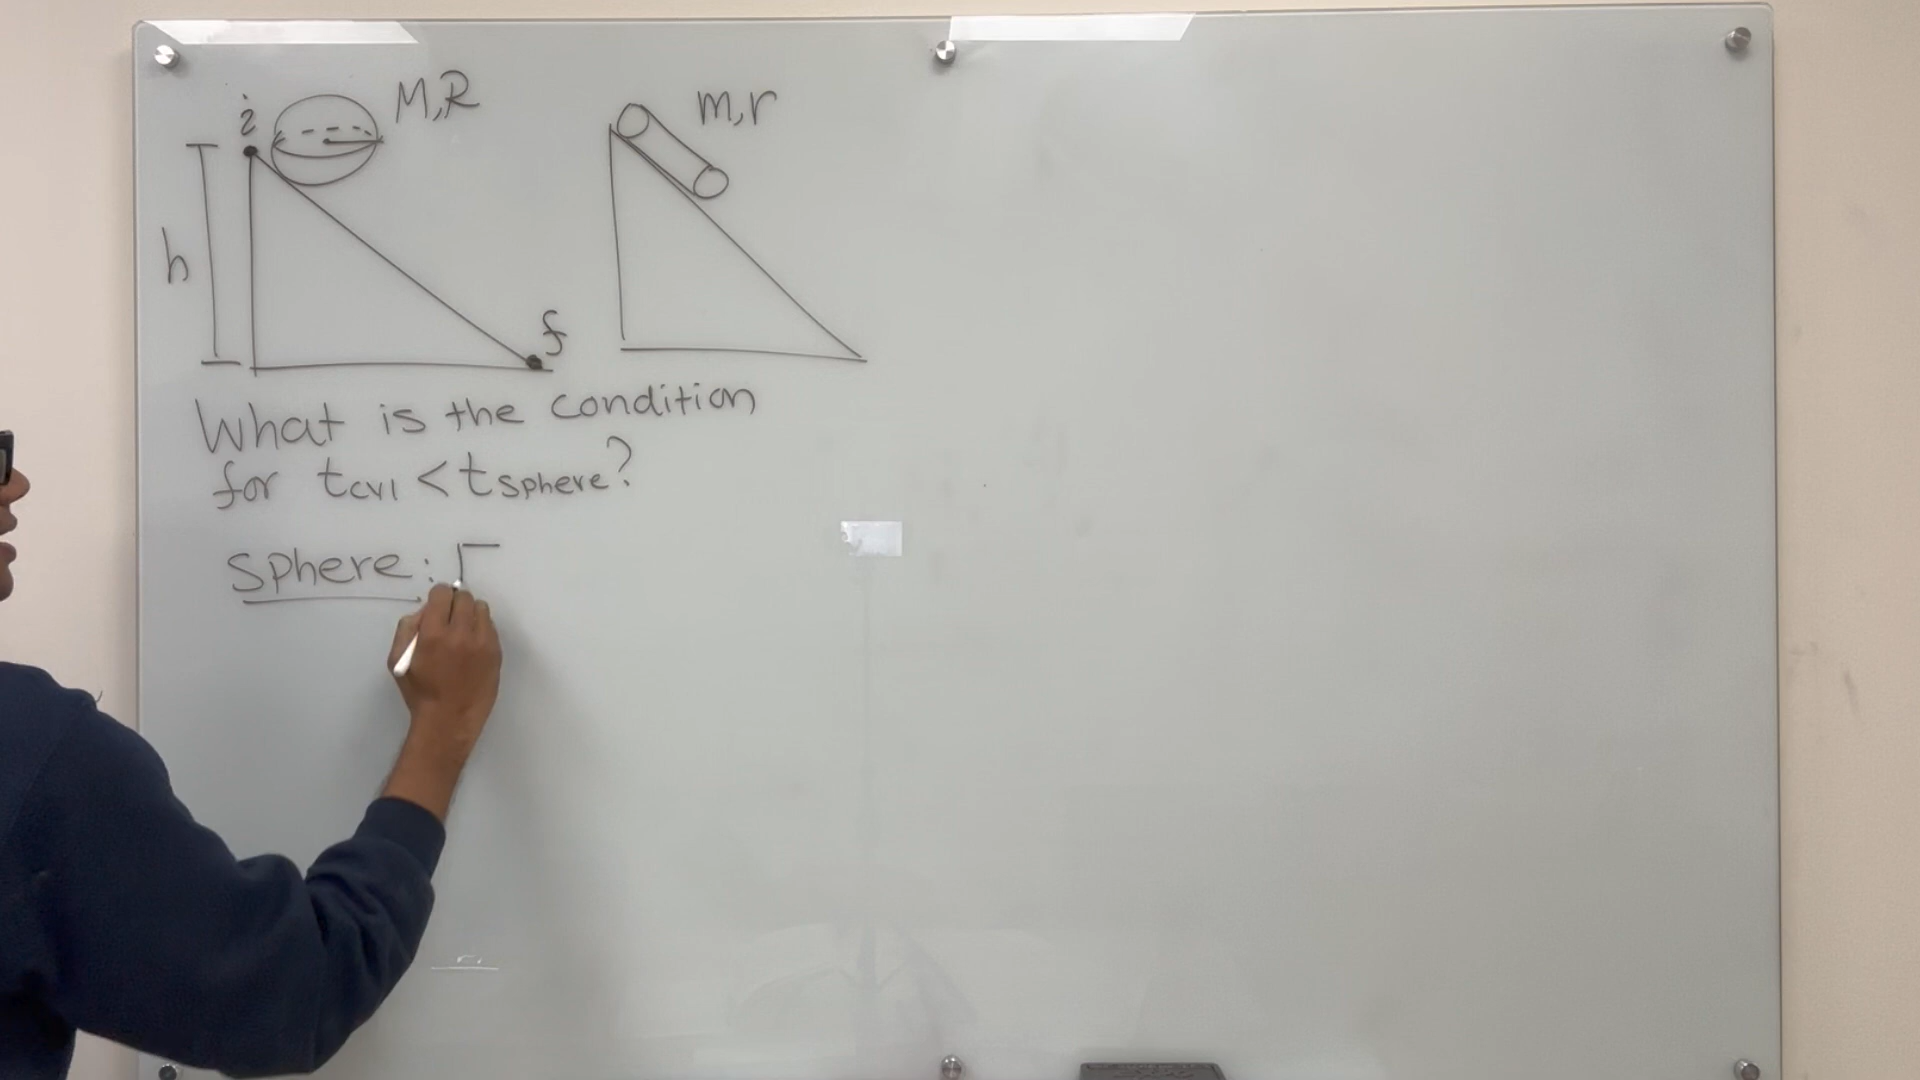 i
M,R
m,r
h
f
What is the condition
for tcyl < tsphere?
Sphere: